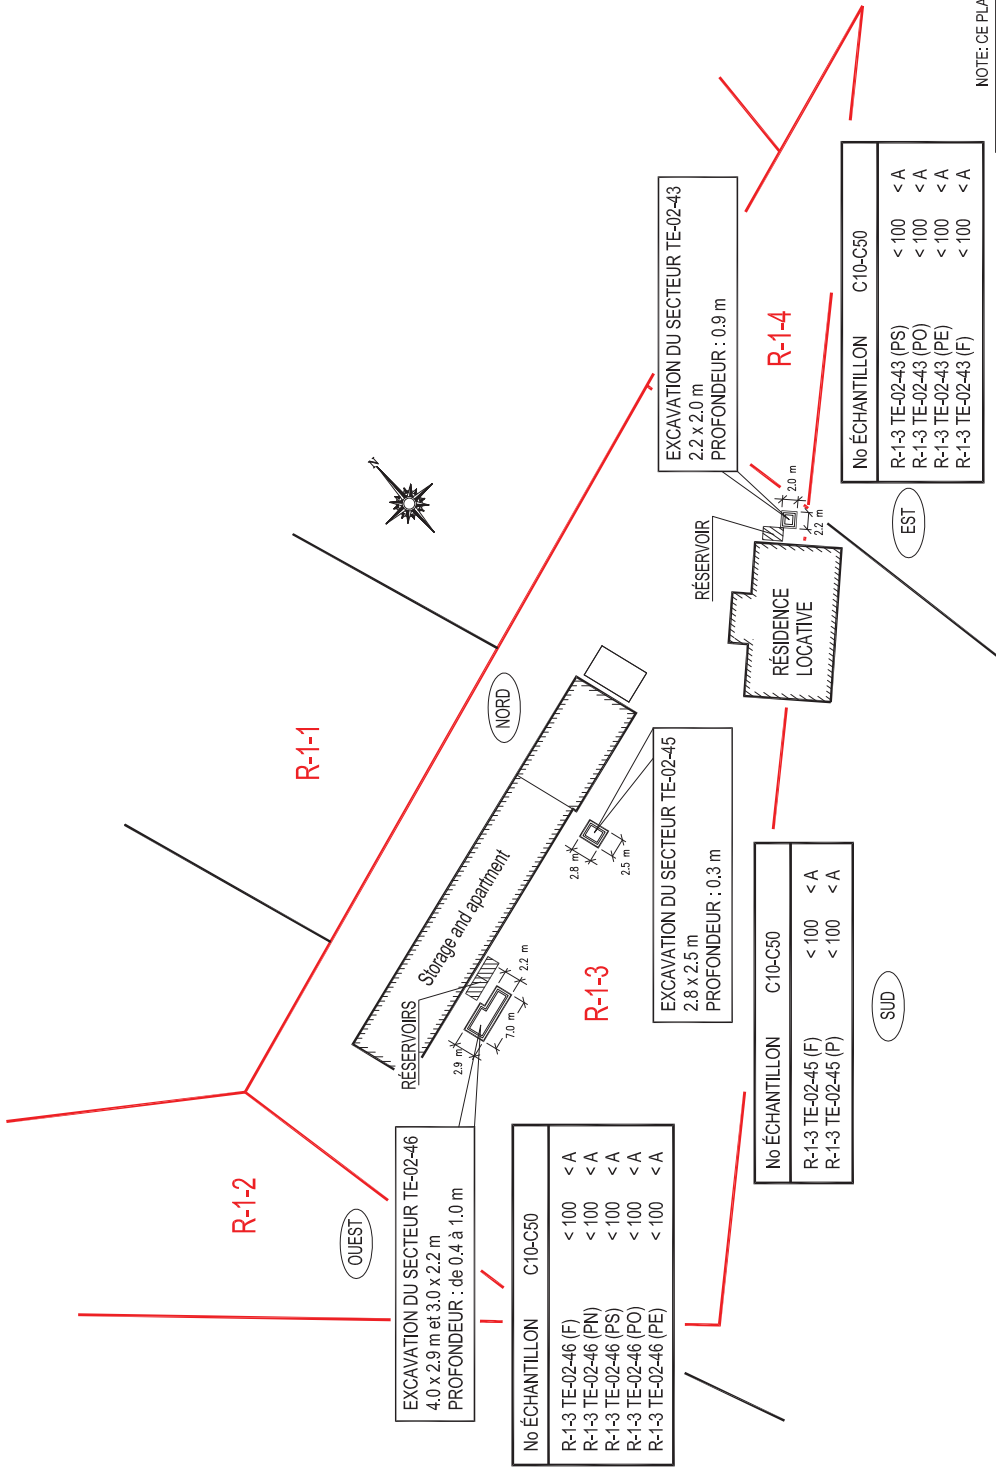 R-1-1
R-1-2
OUEST
NORD
N
Storage and apartment
RÉSERVOIRS
2.9 m
7.0 m
2.2 m
EXCAVATION DU SECTEUR TE-02-46
4.0 x 2.9 m et 3.0 x 2.2 m
PROFONDEUR : de 0.4 à 1.0 m
No ÉCHANTILLON C10-C50
R-1-3 TE-02-46 (F) < 100 < A
R-1-3 TE-02-46 (PN) < 100 < A
R-1-3 TE-02-46 (PS) < 100 < A
R-1-3 TE-02-46 (PO) < 100 < A
R-1-3 TE-02-46 (PE) < 100 < A
R-1-3
2.8 m
2.5 m
EXCAVATION DU SECTEUR TE-02-45
2.8 x 2.5 m
PROFONDEUR : 0.3 m
No ÉCHANTILLON C10-C50
R-1-3 TE-02-45 (F) < 100 < A
R-1-3 TE-02-45 (P) < 100 < A
SUD
RÉSERVOIR
RÉSIDENCE
LOCATIVE
2.0 m
2.2 m
EXCAVATION DU SECTEUR TE-02-43
2.2 x 2.0 m
PROFONDEUR : 0.9 m
R-1-4
EST
No ÉCHANTILLON C10-C50
R-1-3 TE-02-43 (PS) < 100 < A
R-1-3 TE-02-43 (PO) < 100 < A
R-1-3 TE-02-43 (PE) < 100 < A
R-1-3 TE-02-43 (F) < 100 < A
NOTE: CE PLA